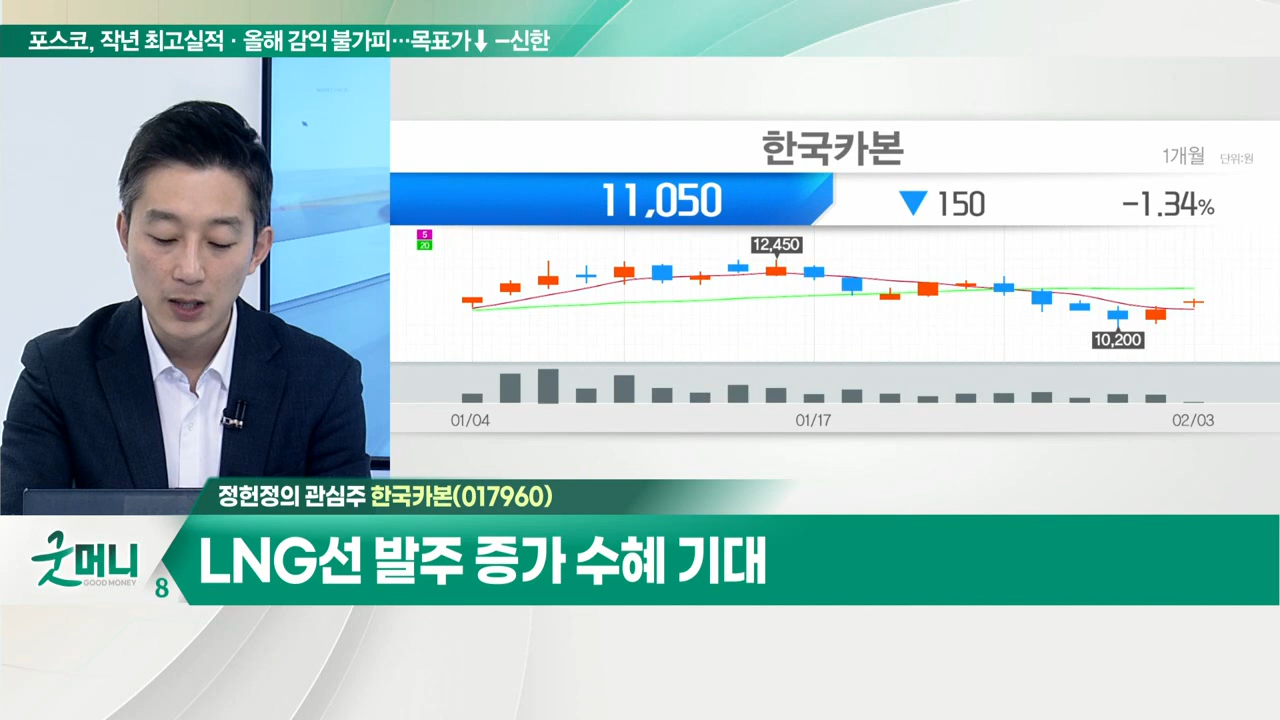 포스코, 작년 최고실적·올해 감익 불가피…목표가⬇ -신한
한국카본
1개월 단위:원
11,050 ▼ 150 -1.34%
5
20
12,450
10,200
01/04 01/17 02/03
정헌정의 관심주 한국카본(017960)
굿머니
GOOD MONEY
8
LNG선 발주 증가 수혜 기대